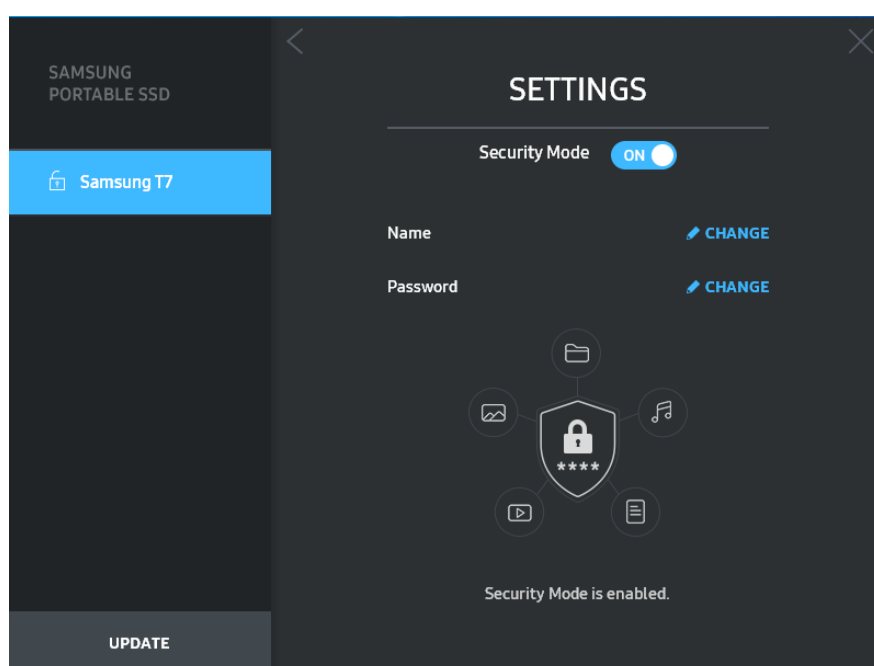 SAMSUNG
PORTABLE SSD
Samsung T7
UPDATE
SETTINGS
Security Mode ON
Name CHANGE
Password CHANGE
****
Security Mode is enabled.